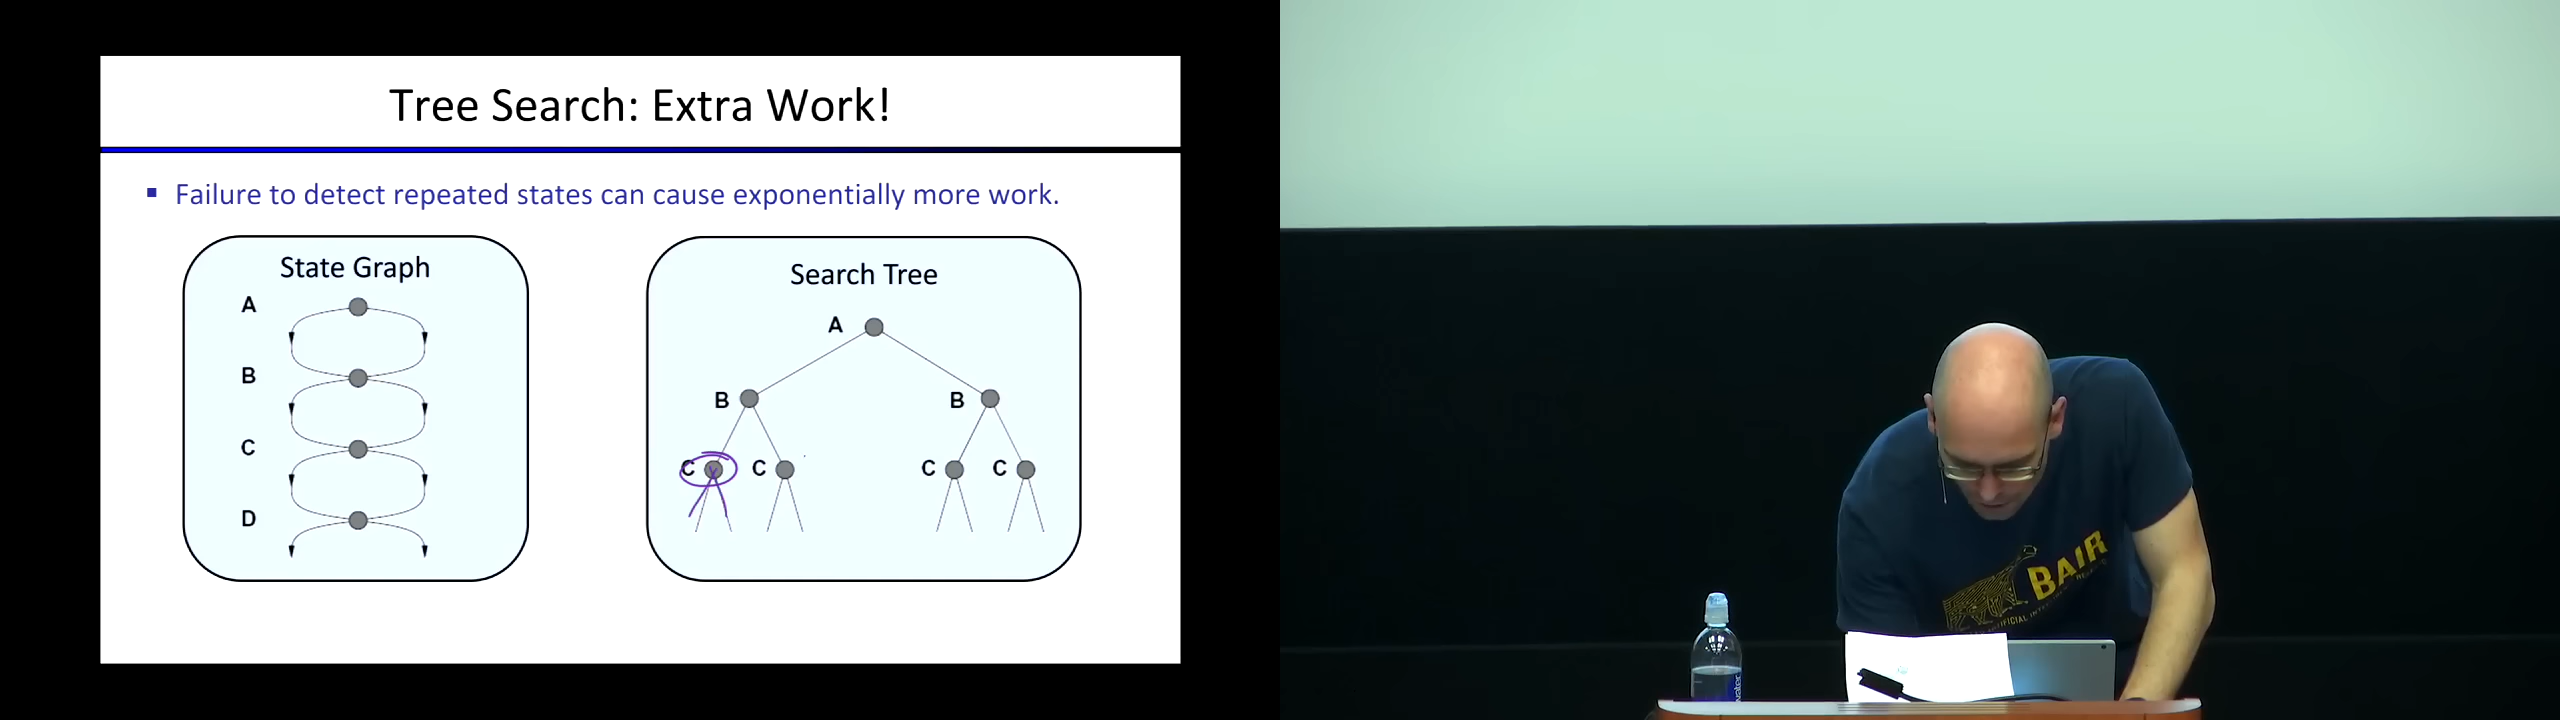 Tree Search: Extra Work!
Failure to detect repeated states can cause exponentially more work.
State Graph
A
B
C
D
Search Tree
A
B B
C C C C
BAIR